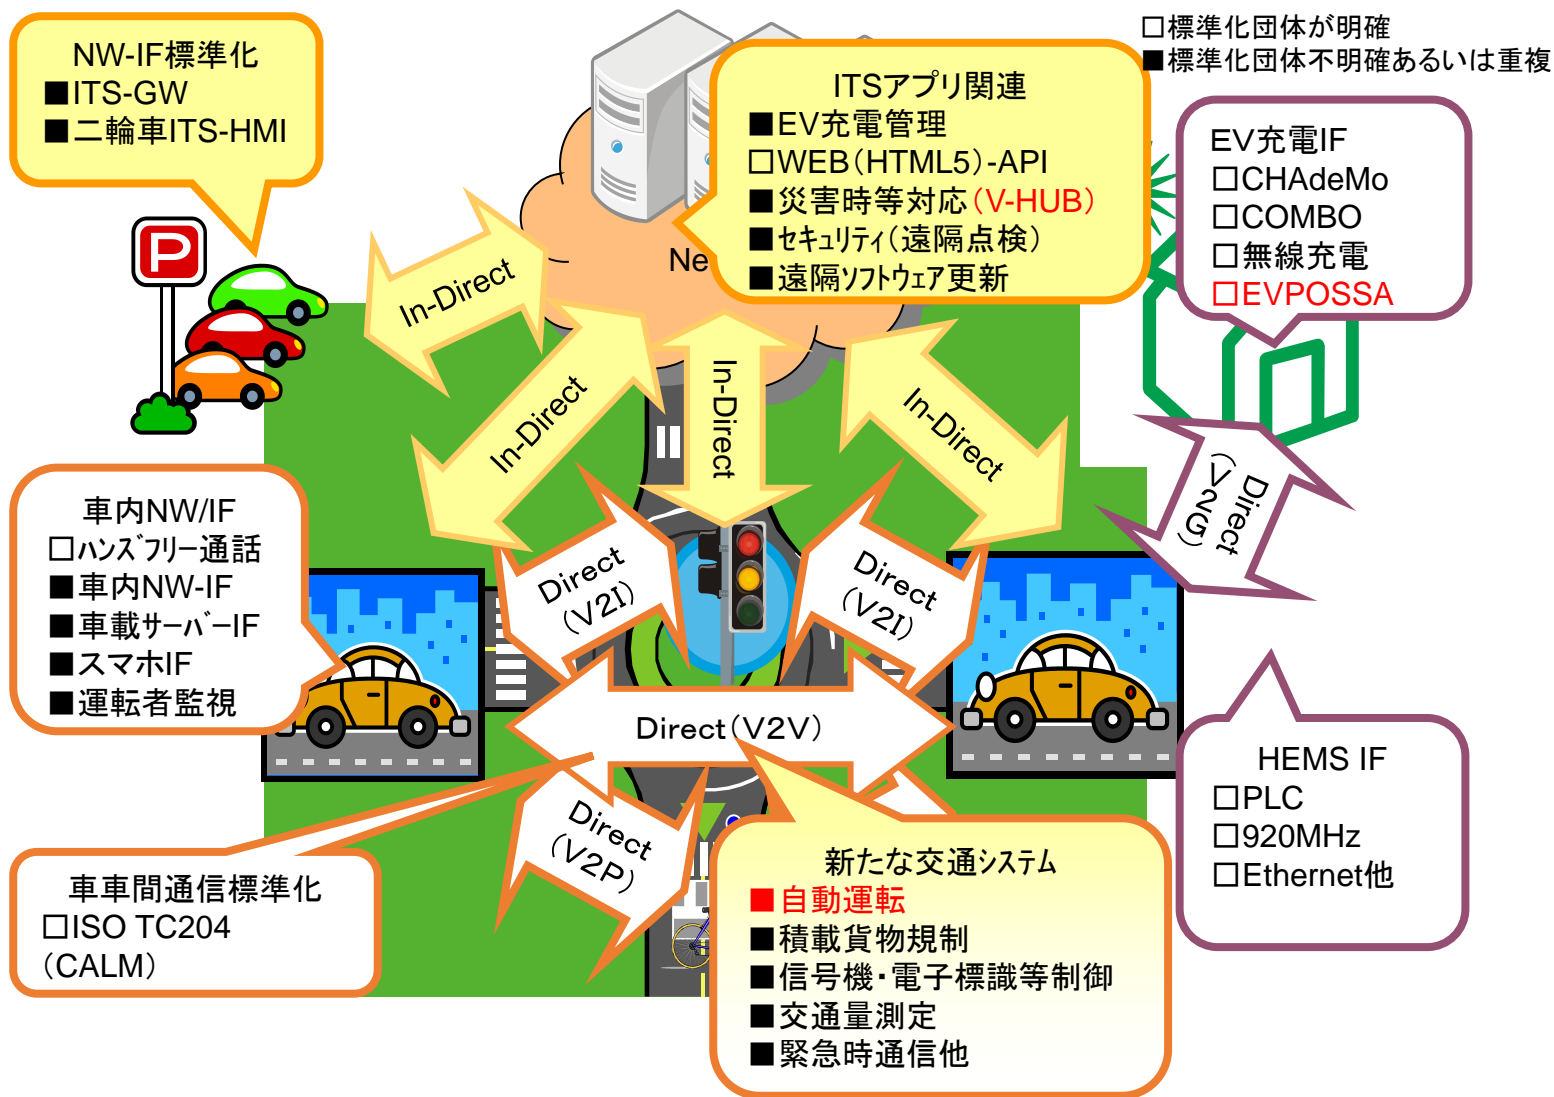 □標準化団体が明確
■標準化団体不明確あるいは重複
NW-IF標準化
■ITS-GW
■二輪車ITS-HMI
ITSアプリ関連
■EV充電管理
□WEB(HTML5)-API
■災害時等対応(V-HUB)
■セキュリティ(遠隔点検)
■遠隔ソフトウェア更新
EV充電IF
□CHAdeMo
□COMBO
□無線充電
□EVPOSSA
P
Ne
In-Direct
In-Direct
In-Direct
In-Direct
Direct
(V2G)
車内NW/IF
□ハンズフリー通話
■車内NW-IF
■車載サーバーIF
■スマホIF
■運転者監視
Direct
(V2I)
Direct
(V2I)
Direct(V2V)
Direct
(V2P)
HEMS IF
□PLC
□920MHz
□Ethernet他
車車間通信標準化
□ISO TC204
(CALM)
新たな交通システム
■自動運転
■積載貨物規制
■信号機・電子標識等制御
■交通量測定
■緊急時通信他